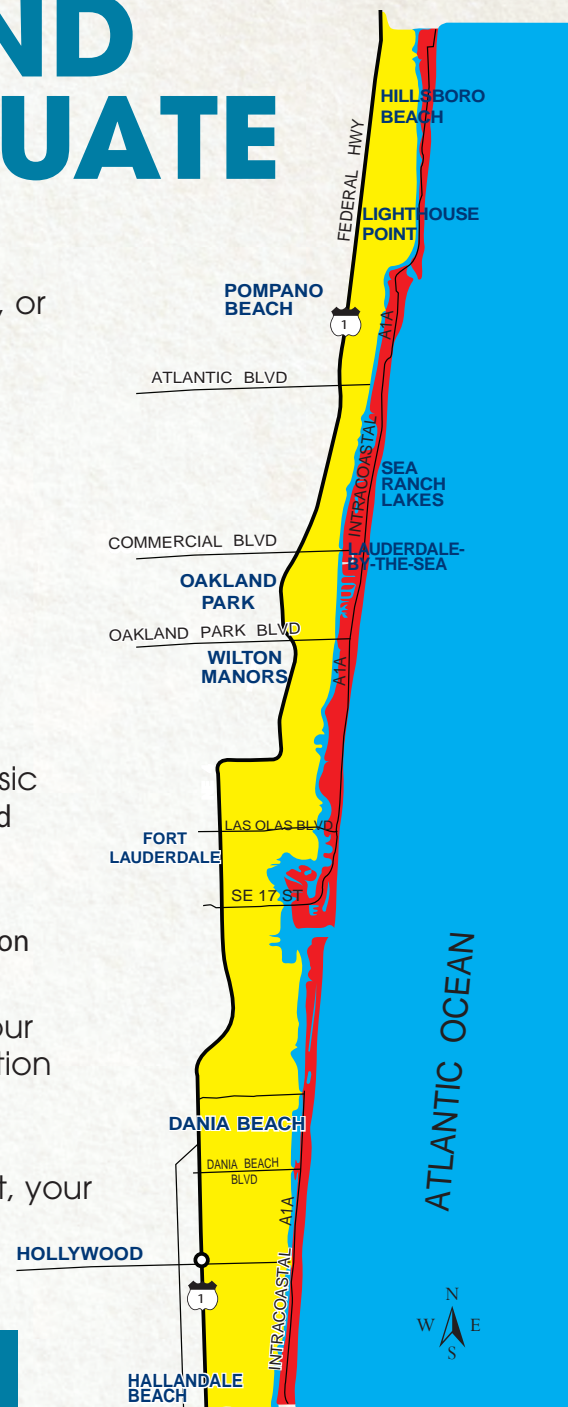 ND
UATE
, or
sic
d
on
our
tion
t, your
HILLSBORO
BEACH
FEDERAL HWY
LIGHTHOUSE
POINT
POMPANO
BEACH
1
A1A
ATLANTIC BLVD
INTRACOASTAL
SEA
RANCH
LAKES
COMMERCIAL BLVD
LAUDERDALE-
BY-THE-SEA
OAKLAND
PARK
OAKLAND PARK BLVD
WILTON
MANORS
A1A
LAS OLAS BLVD
FORT
LAUDERDALE
SE 17 ST
ATLANTIC OCEAN
DANIA BEACH
DANIA BEACH
BLVD
A1A
HOLLYWOOD
1
INTRACOASTAL
N
W E
S
HALLANDALE
BEACH